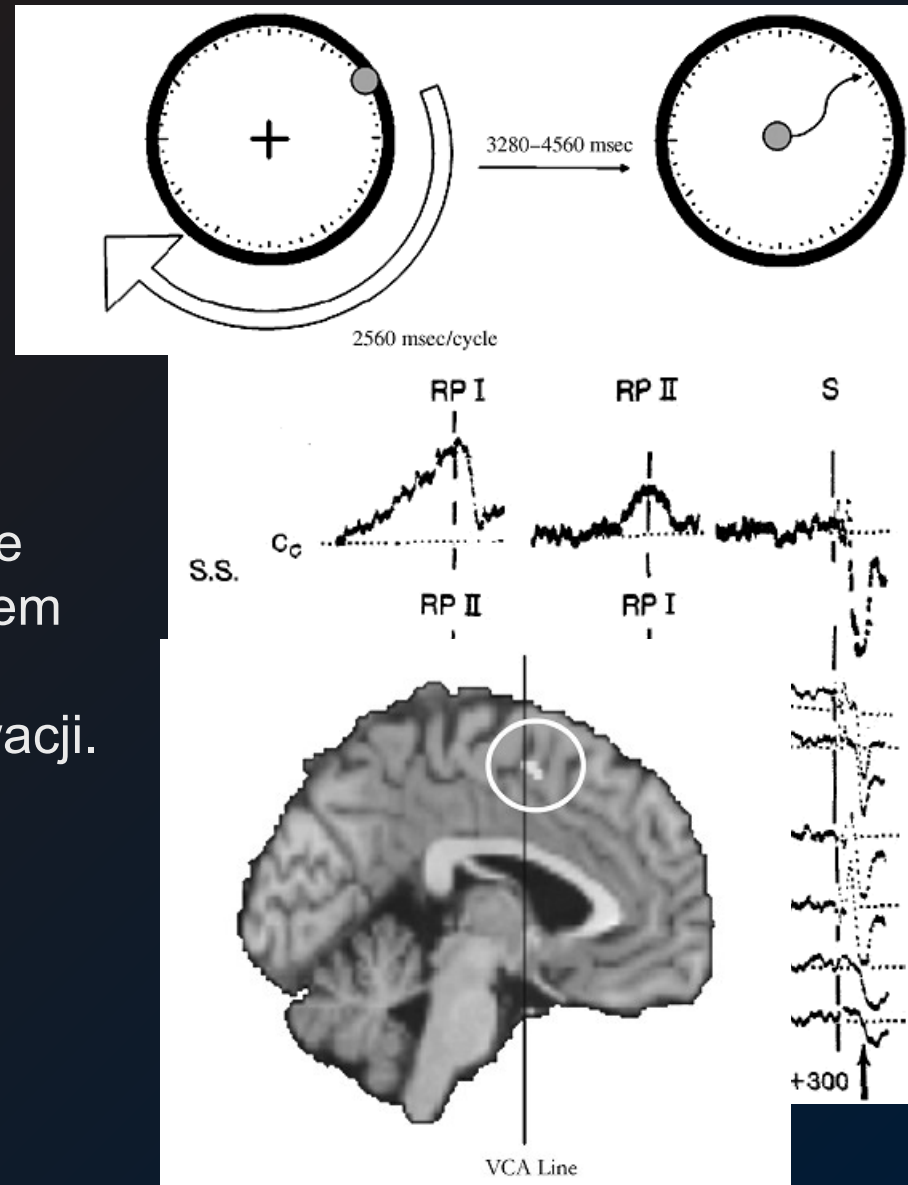 3280–4560 msec
2560 msec/cycle
RP I RP II S
S.S. Cc
RP II RP I
e
em
acji.
+300
VCA Line